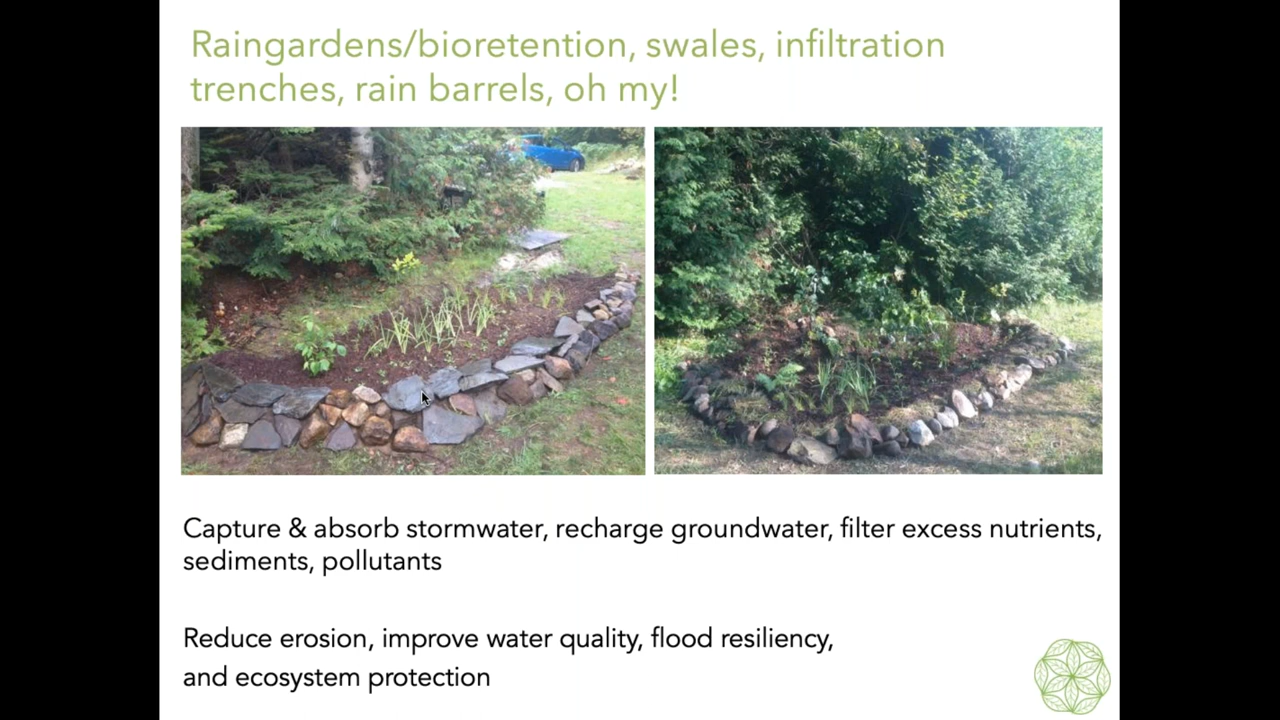 Raingardens/bioretention, swales, infiltration
trenches, rain barrels, oh my!
Capture & absorb stormwater, recharge groundwater, filter excess nutrients,
sediments, pollutants
Reduce erosion, improve water quality, flood resiliency,
and ecosystem protection